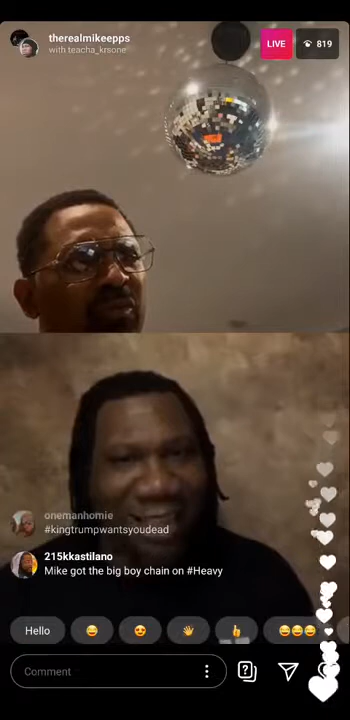 therealmikeepps
with teacha_krsone
LIVE
819
onemanhomie
#kingtrumpwantsyoudead
215kkastilano
Mike got the big boy chain on #Heavy
Hello
Comment